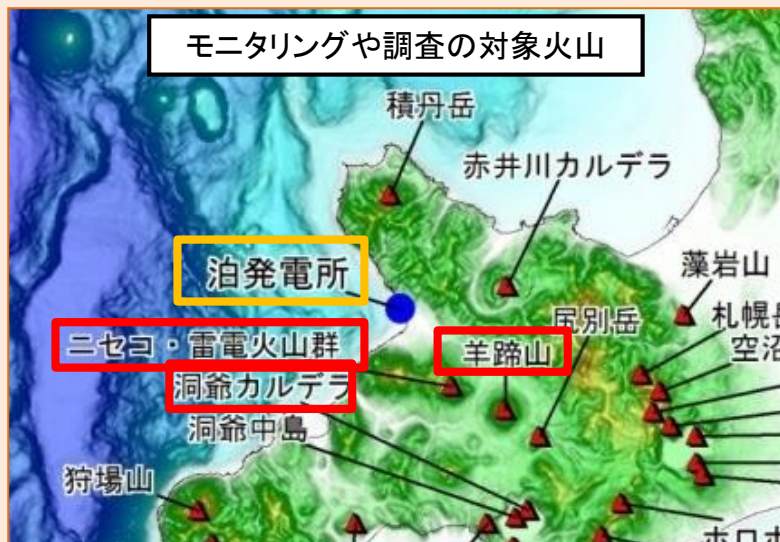 モニタリングや調査の対象火山
積丹岳
赤井川カルデラ
泊発電所
藻岩山
尻別岳
札幌岳
空沼
ニセコ・雷電火山群
羊蹄山
洞爺カルデラ
洞爺中島
狩場山
ホロホ